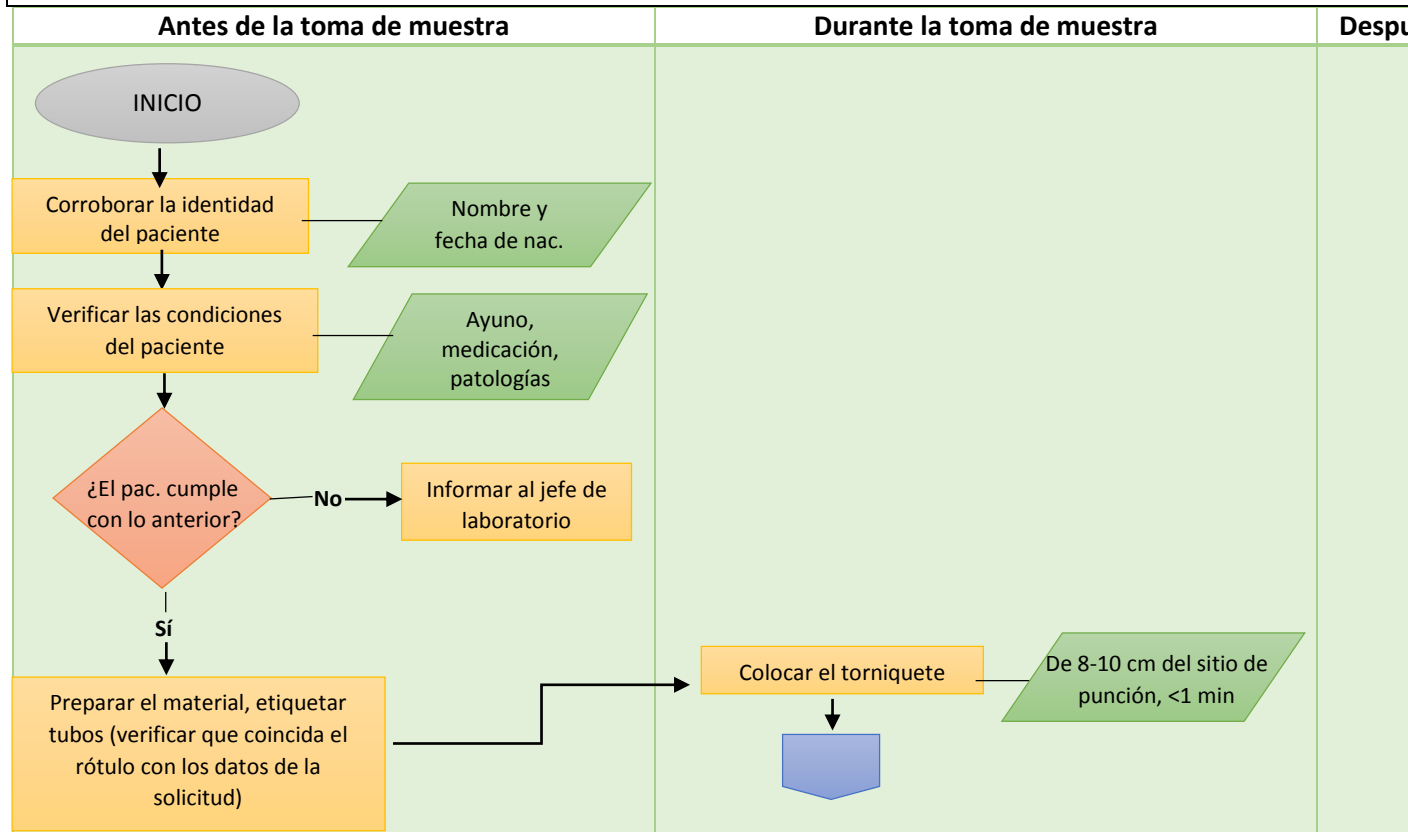 Antes de la toma de muestra
Durante la toma de muestra
Despu
INICIO
Corroborar la identidad
del paciente
Nombre y
fecha de nac.
Verificar las condiciones
del paciente
Ayuno,
medicación,
patologías
¿El pac. cumple
con lo anterior?
No
Informar al jefe de
laboratorio
Sí
Preparar el material, etiquetar
tubos (verificar que coincida el
rótulo con los datos de la
solicitud)
Colocar el torniquete
De 8-10 cm del sitio de
punción, <1 min